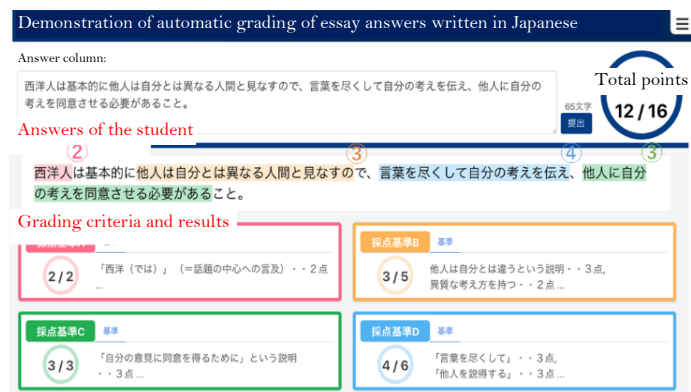 Demonstration of automatic grading of essay answers written in Japanese
Answer column:
西洋人は基本的に他人は自分とは異なる人間と見なすので、言葉を尽くして自分の考えを伝え、他人に自分の
考えを同意させる必要があること。
65文字
提出
Total points
12 / 16
Answers of the student
② ③ ④ ③
西洋人は基本的に他人は自分とは異なる人間と見なすので、言葉を尽くして自分の考えを伝え、他人に自分
の考えを同意させる必要があること。
Grading criteria and results
2 / 2
「西洋（では）」（＝話題の中心への言及）・・２点
...
採点基準B 基準
3 / 5
他人は自分とは違うという説明・・３点,
異質な考え方を持つ・・２点 ...
採点基準C 基準
3 / 3
「自分の意見に同意を得るために」という説明
・・３点 ...
採点基準D 基準
4 / 6
「言葉を尽くして」・・３点,
「他人を説得する」・・３点 ...